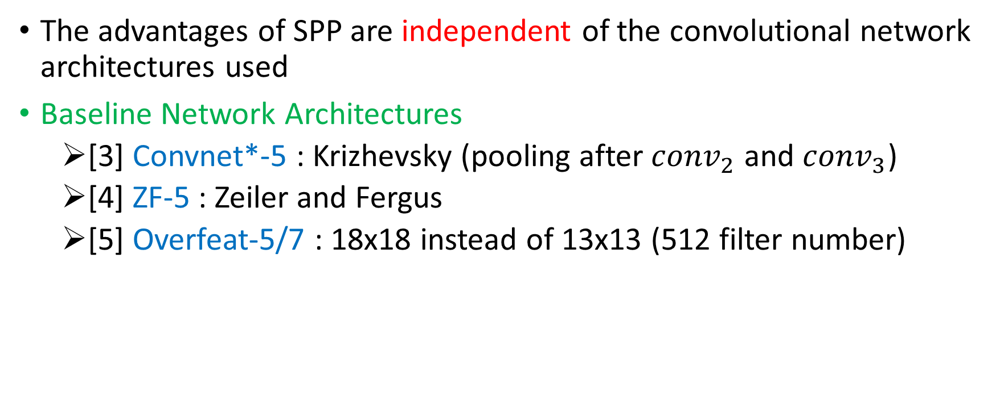 • The advantages of SPP are independent of the convolutional network
architectures used
• Baseline Network Architectures
➢[3] Convnet*-5 : Krizhevsky (pooling after 𝑐𝑜𝑛𝑣₂ and 𝑐𝑜𝑛𝑣₃)
➢[4] ZF-5 : Zeiler and Fergus
➢[5] Overfeat-5/7 : 18x18 instead of 13x13 (512 filter number)